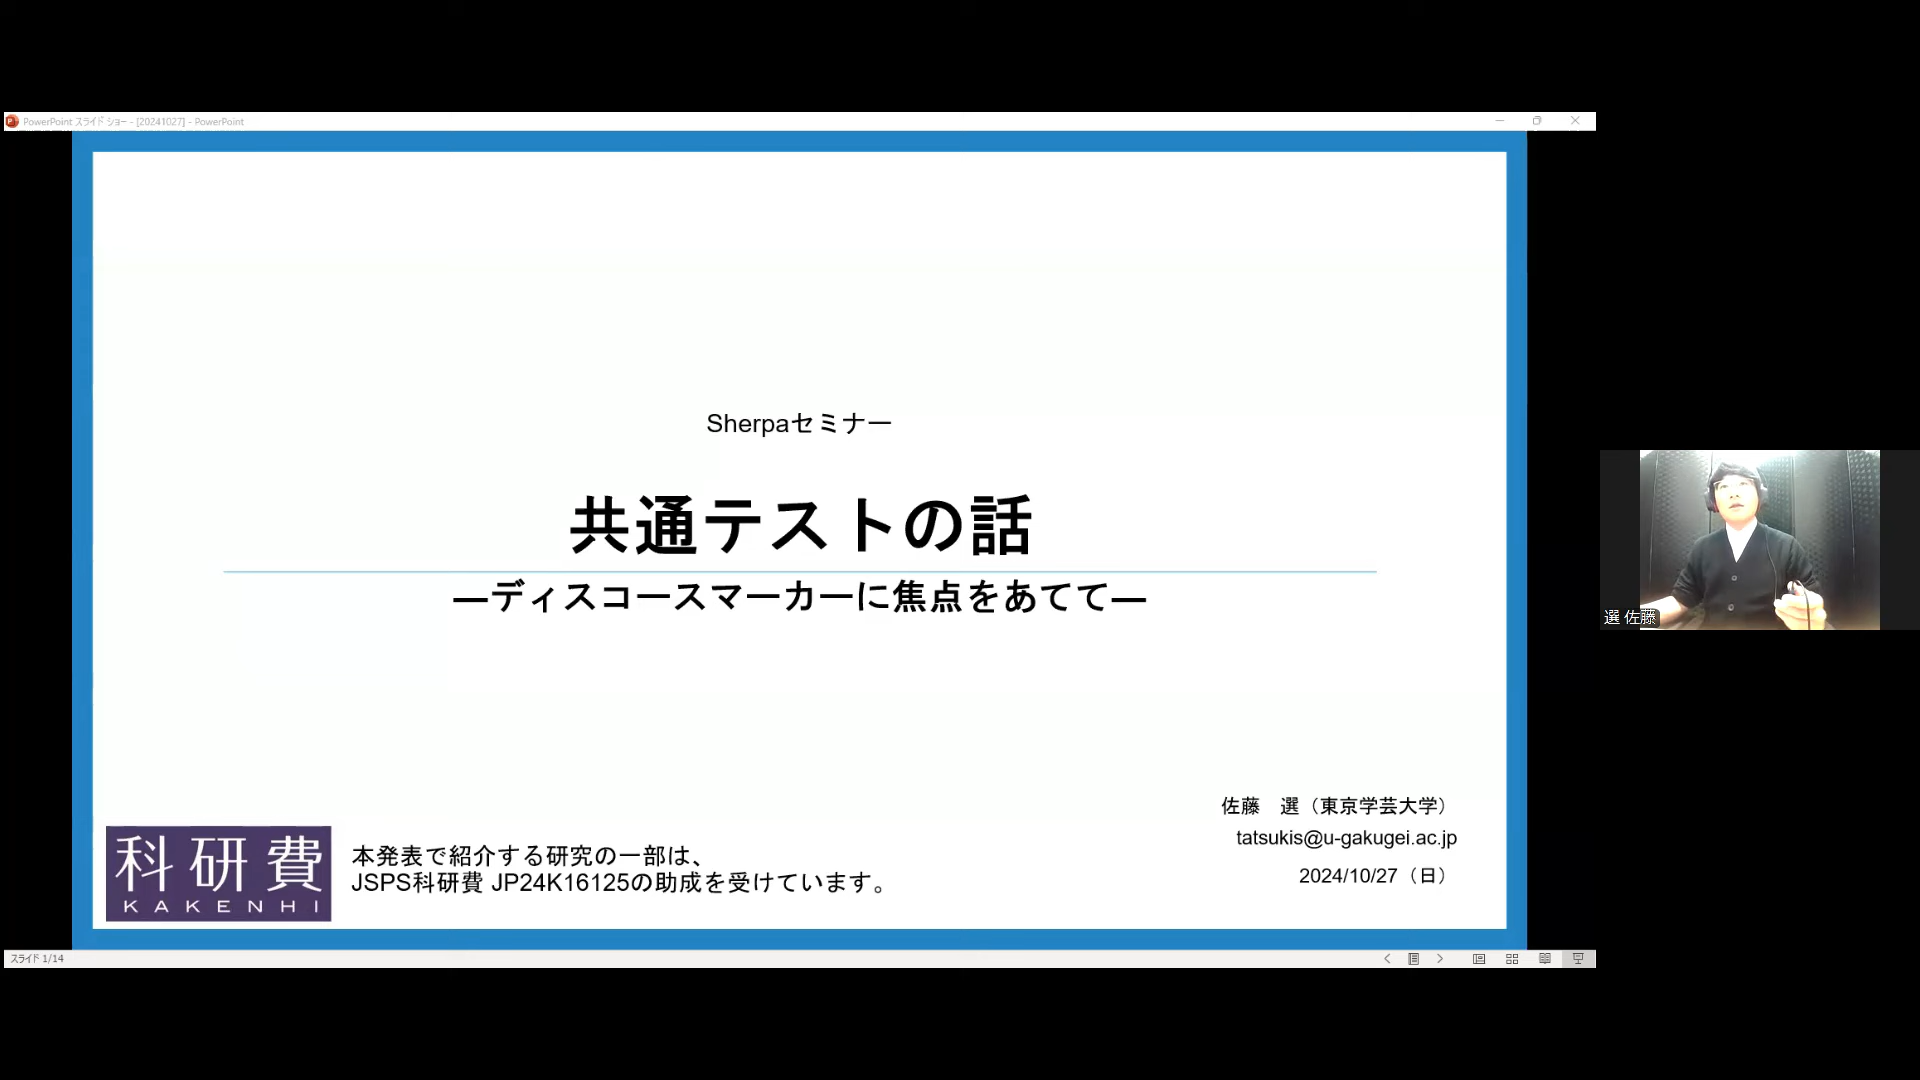 PowerPoint スライド ショー - [20241027] - PowerPoint
Sherpaセミナー
共通テストの話
―ディスコースマーカーに焦点をあてて―
佐藤　選（東京学芸大学）
tatsukis@u-gakugei.ac.jp
2024/10/27（日）
科研費
KAKENHI
本発表で紹介する研究の一部は、
JSPS科研費 JP24K16125の助成を受けています。
選 佐藤
スライド 1/14